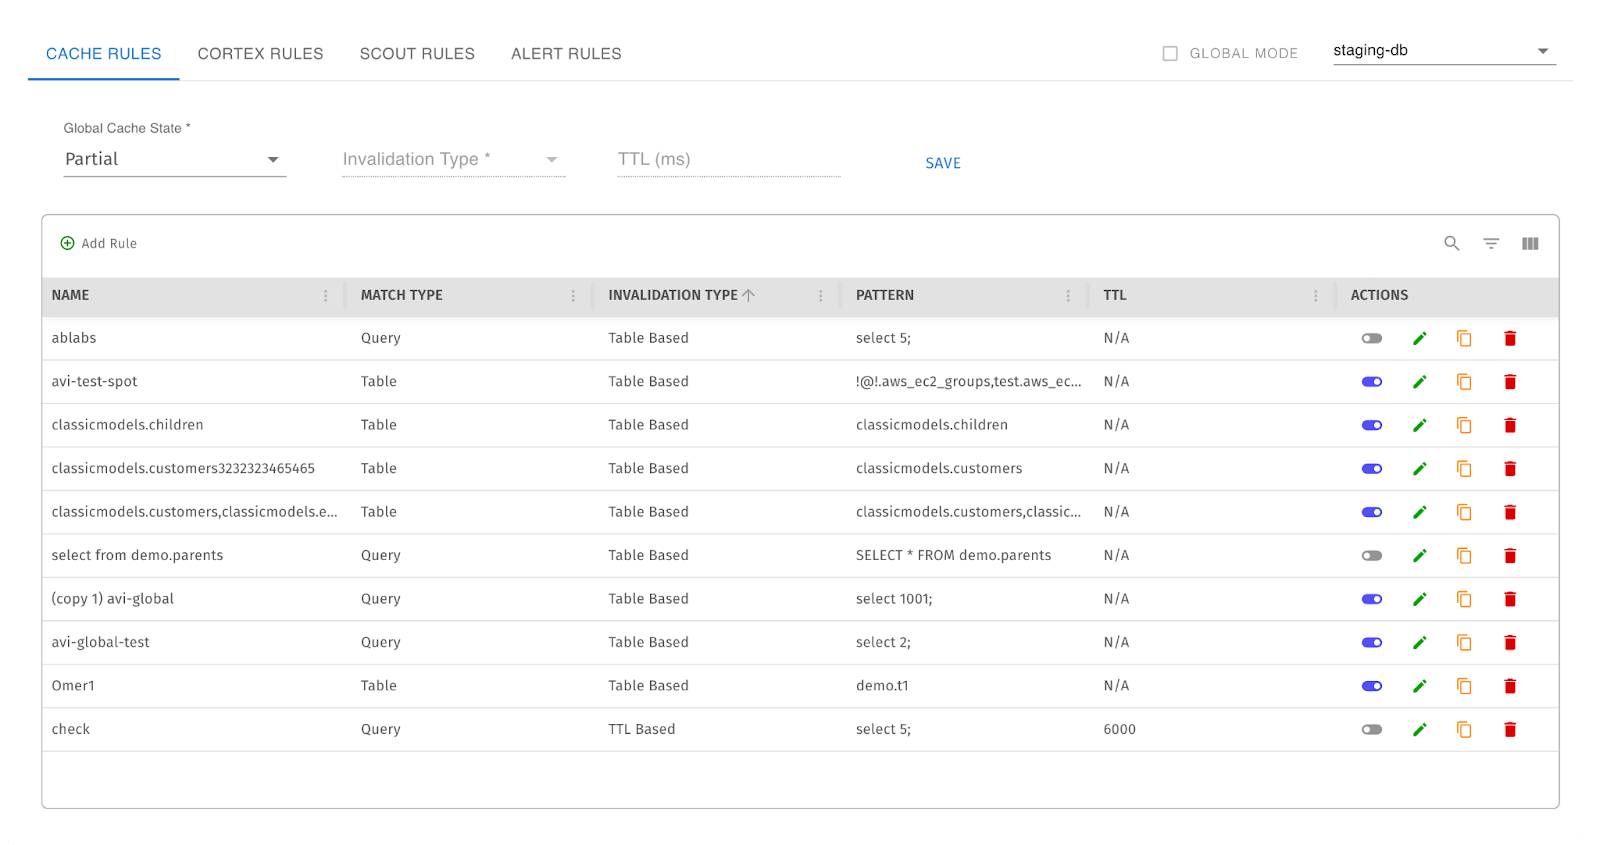 CACHE RULES CORTEX RULES SCOUT RULES ALERT RULES GLOBAL MODE staging-db
Global Cache State *
Partial Invalidation Type * TTL (ms) SAVE
Add Rule
NAME MATCH TYPE INVALIDATION TYPE PATTERN TTL ACTIONS
ablabs Query Table Based select 5; N/A
avi-test-spot Table Table Based !@!.aws_ec2_groups,test.aws_ec... N/A
classicmodels.children Table Table Based classicmodels.children N/A
classicmodels.customers3232323465465 Table Table Based classicmodels.customers N/A
classicmodels.customers,classicmodels.e... Table Table Based classicmodels.customers,classic... N/A
select from demo.parents Query Table Based SELECT * FROM demo.parents N/A
(copy 1) avi-global Query Table Based select 1001; N/A
avi-global-test Query Table Based select 2; N/A
Omer1 Table Table Based demo.t1 N/A
check Query TTL Based select 5; 6000